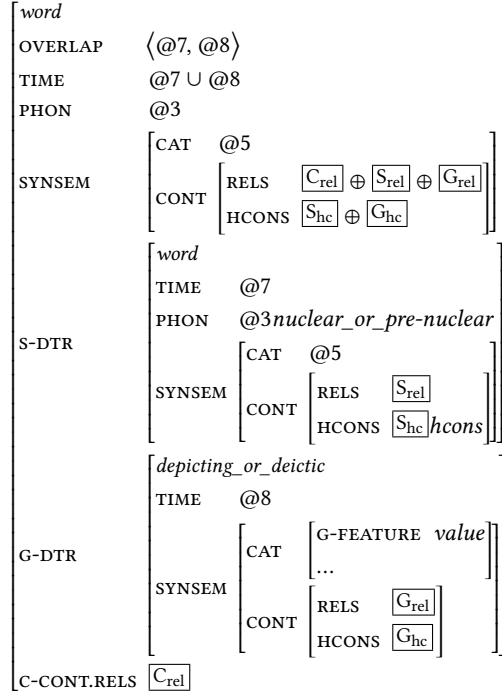 word
OVERLAP ⟨@7, @8⟩
TIME @7 ∪ @8
PHON @3
SYNSEM
CAT @5
CONT
RELS C_rel ⊕ S_rel ⊕ G_rel
HCONS S_hc ⊕ G_hc
S-DTR
word
TIME @7
PHON @3nuclear_or_pre-nuclear
SYNSEM
CAT @5
CONT
RELS S_rel
HCONS S_hc hcons
G-DTR
depicting_or_deictic
TIME @8
SYNSEM
CAT
G-FEATURE value
...
CONT
RELS G_rel
HCONS G_hc
C-CONT.RELS C_rel